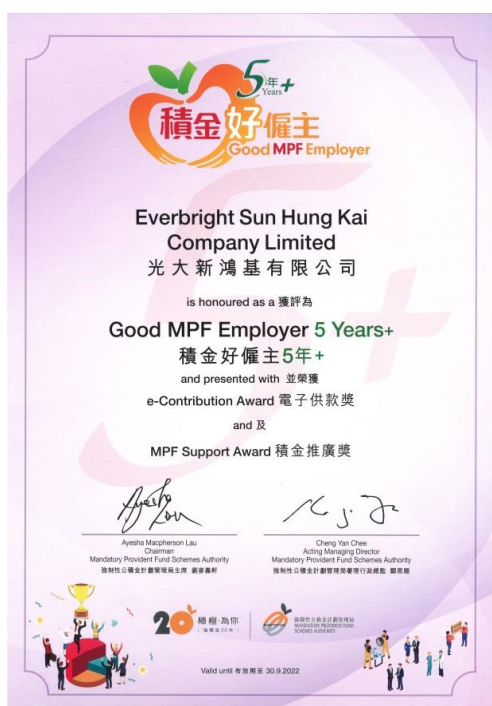 5年+
Years
積金好僱主
Good MPF Employer
Everbright Sun Hung Kai
Company Limited
光大新鴻基有限公司
is honoured as a 獲評為
Good MPF Employer 5 Years+
積金好僱主5年+
and presented with 並榮獲
e-Contribution Award 電子供款獎
and 及
MPF Support Award 積金推廣獎
Ayesha Macpherson Lau
Chairman
Mandatory Provident Fund Schemes Authority
強制性公積金計劃管理局主席 劉麥嘉軒
Cheng Yan Chee
Acting Managing Director
Mandatory Provident Fund Schemes Authority
強制性公積金計劃管理局署理行政總監 鄭恩賜
20 積極·為你
強積金20年
強制性公積金計劃管理局
MANDATORY PROVIDENT FUND
SCHEMES AUTHORITY
Valid until 有效期至 30.9.2022